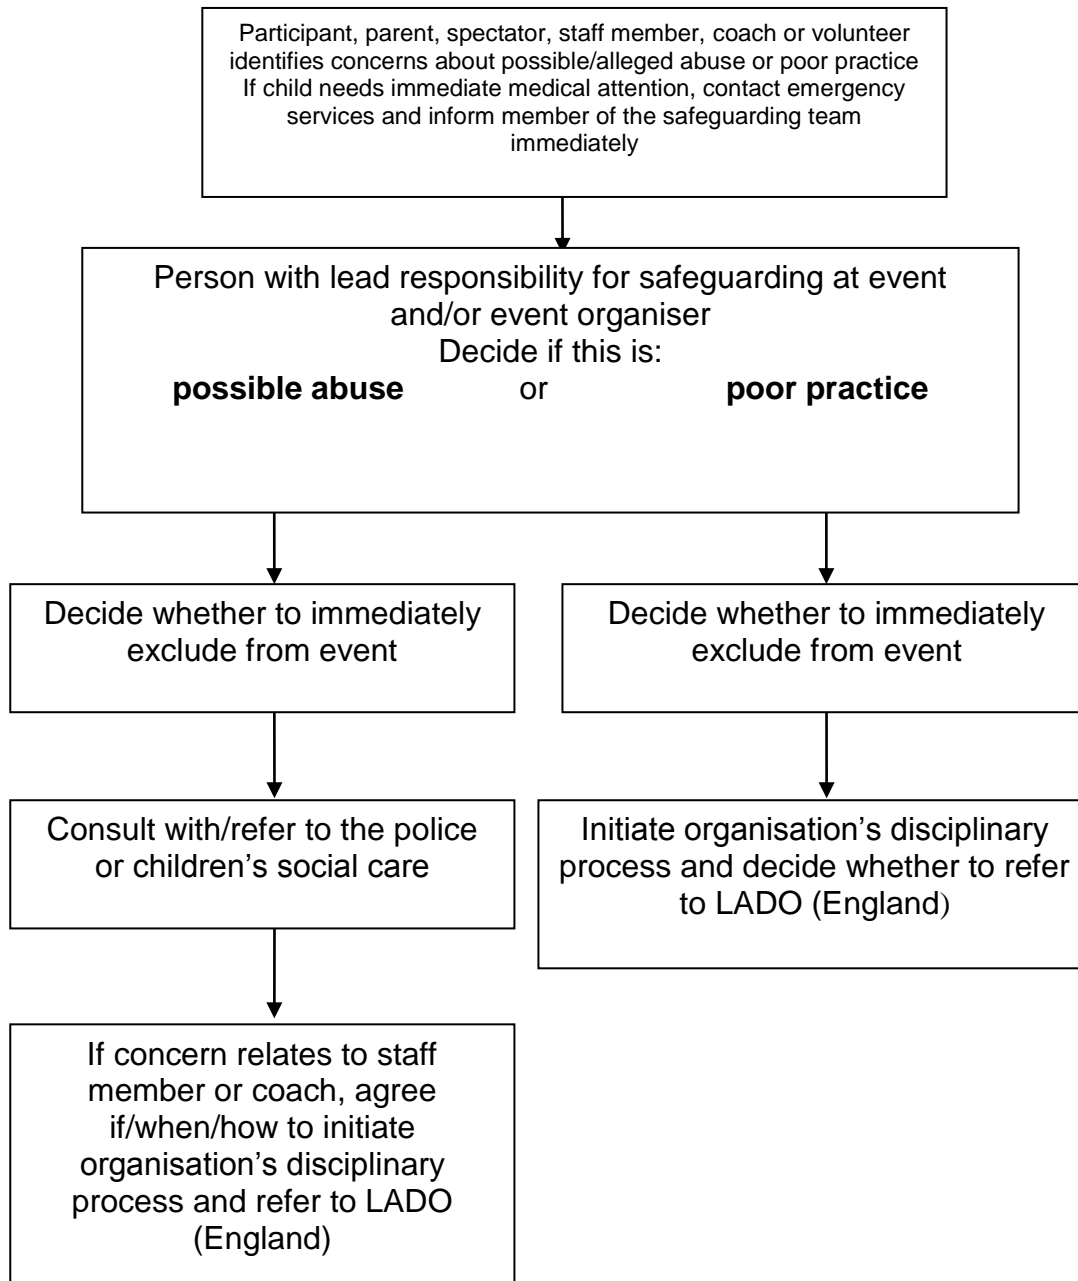 Participant, parent, spectator, staff member, coach or volunteer
identifies concerns about possible/alleged abuse or poor practice
If child needs immediate medical attention, contact emergency
services and inform member of the safeguarding team
immediately
Person with lead responsibility for safeguarding at event
and/or event organiser
Decide if this is:
possible abuse or poor practice
Decide whether to immediately
exclude from event
Decide whether to immediately
exclude from event
Consult with/refer to the police
or children’s social care
Initiate organisation’s disciplinary
process and decide whether to refer
to LADO (England)
If concern relates to staff
member or coach, agree
if/when/how to initiate
organisation’s disciplinary
process and refer to LADO
(England)